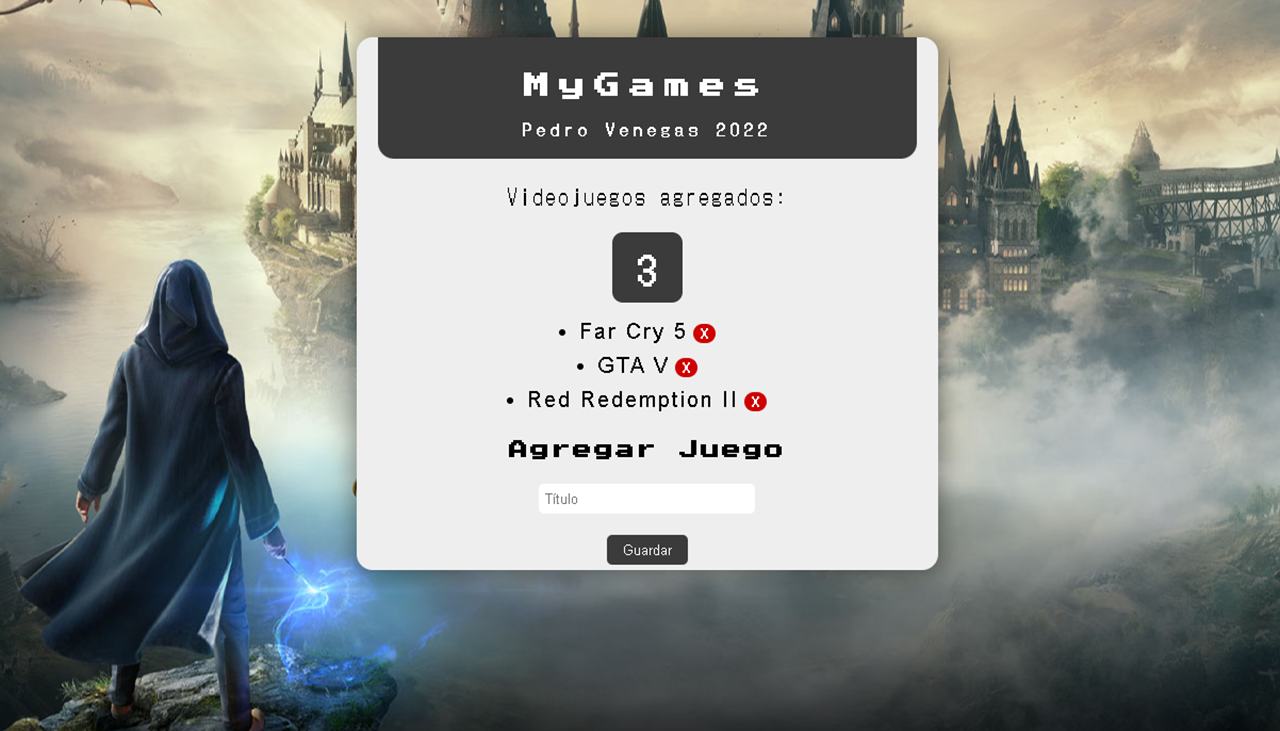 MyGames
Pedro Venegas 2022
Videojuegos agregados:
3
• Far Cry 5 X
• GTA V X
• Red Redemption II X
Agregar Juego
Título
Guardar